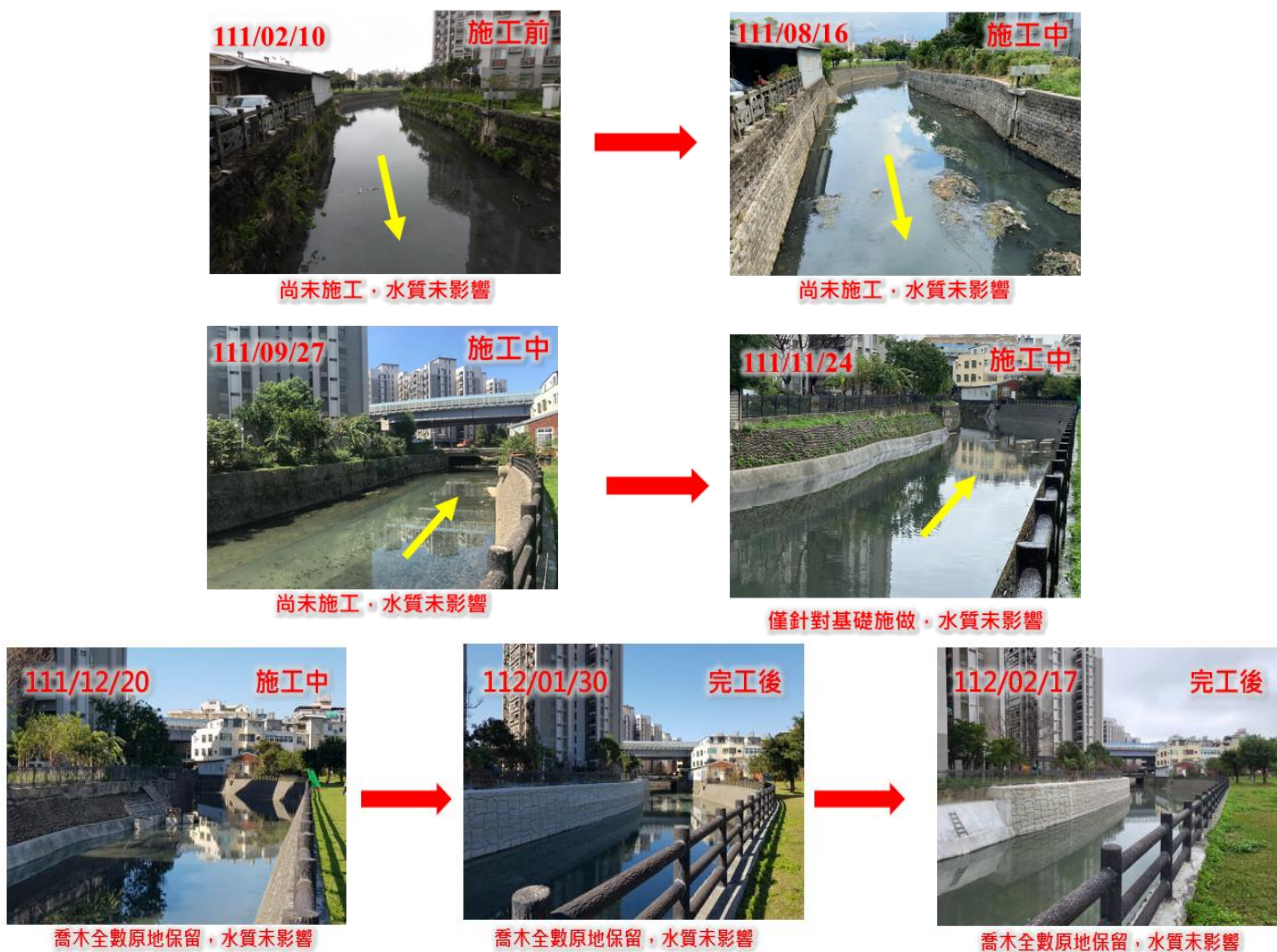 111/02/10 施工前
111/08/16 施工中
尚未施工，水質未影響
尚未施工，水質未影響
111/09/27 施工中
111/11/24 施工中
尚未施工，水質未影響
僅針對基礎施做，水質未影響
111/12/20 施工中
112/01/30 完工後
112/02/17 完工後
喬木全數原地保留，水質未影響
喬木全數原地保留，水質未影響
喬木全數原地保留，水質未影響